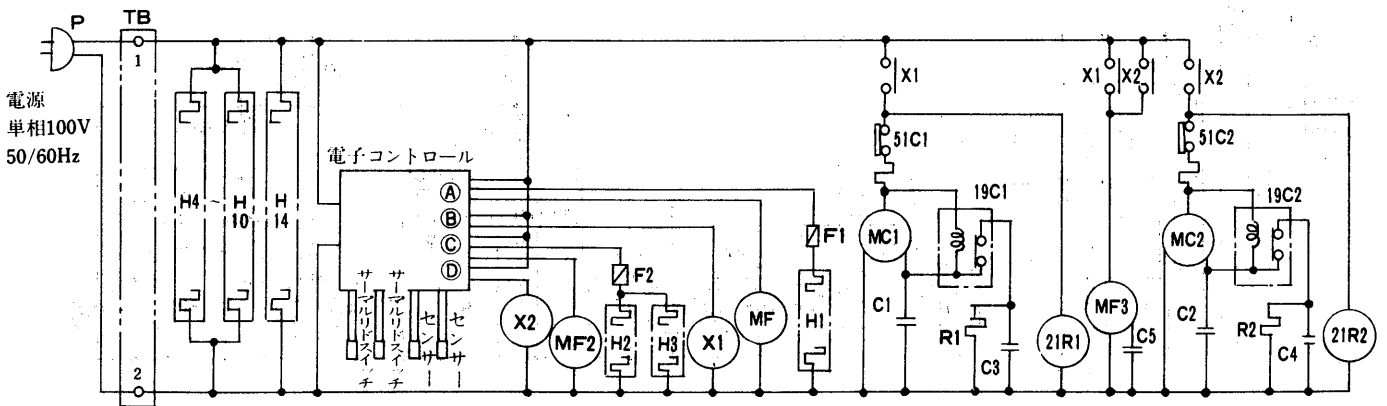 P
TB
1
2
電源
単相100V
50/60Hz
H4
~
H
10
H
14
電子コントロール
Ⓐ
Ⓑ
Ⓒ
Ⓓ
サーマルリドスイッチ
サーマルリドスイッチ
センサー
センサー
X2
MF2
F2
H2
H3
X1
MF
F1
H1
X1
51C1
MC1
19C1
C1
R1
C3
21R1
X1
X2
MF3
C5
X2
51C2
MC2
19C2
C2
R2
C4
21R2